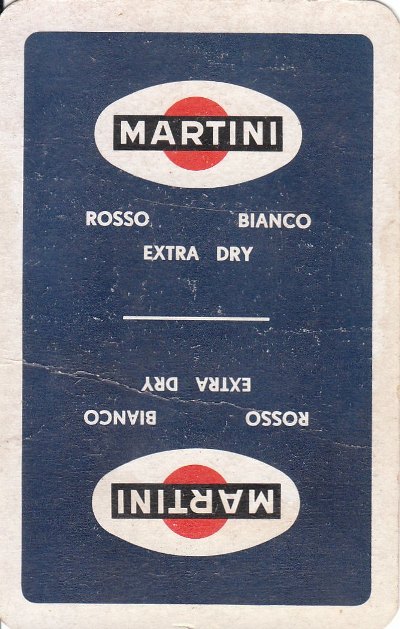 MARTINI
ROSSO BIANCO
EXTRA DRY
EXTRA DRY
ROSSO BIANCO
MARTINI